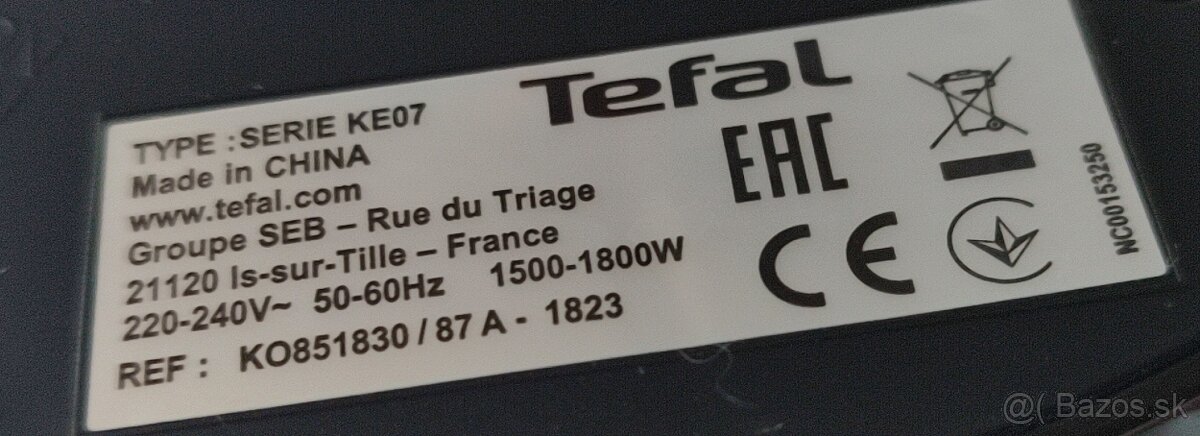 Tefal
TYPE :SERIE KE07
Made in CHINA
www.tefal.com
Groupe SEB – Rue du Triage
21120 Is-sur-Tille – France
220-240V~ 50-60Hz 1500-1800W
REF : KO851830 / 87 A - 1823
EAC
CE
NC00153250
@( Bazos.sk